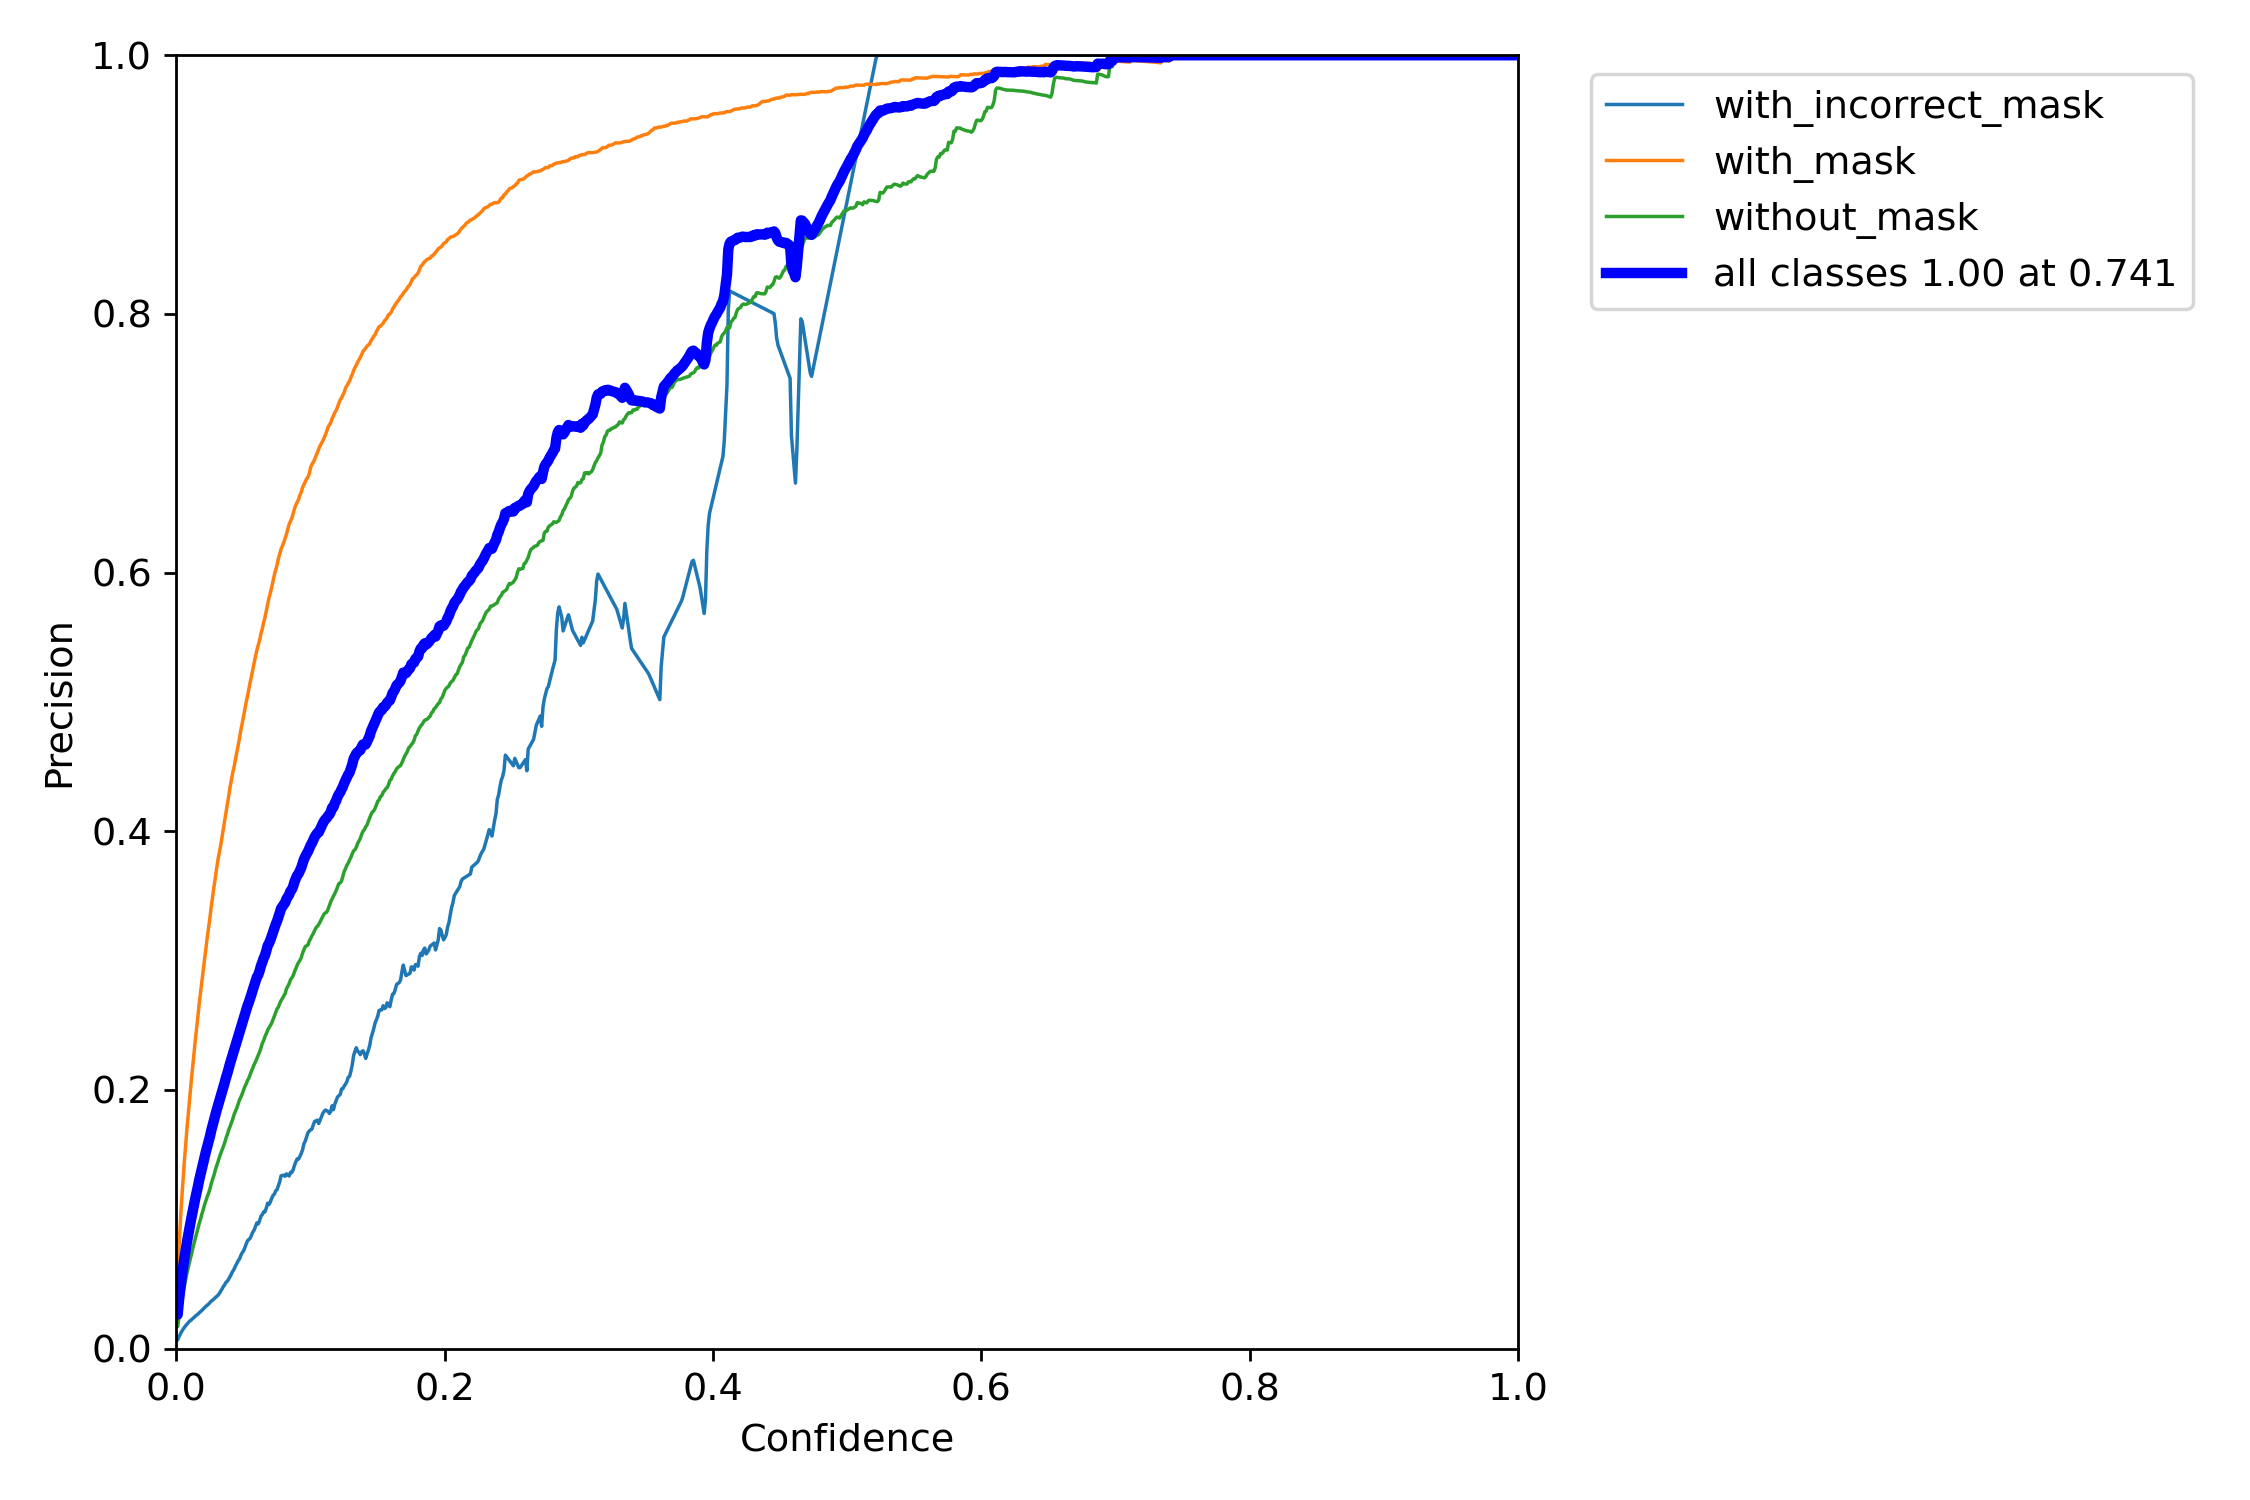 1.0
0.8
0.6
0.4
0.2
0.0
Precision
0.0 0.2 0.4 0.6 0.8 1.0
Confidence
with_incorrect_mask
with_mask
without_mask
all classes 1.00 at 0.741